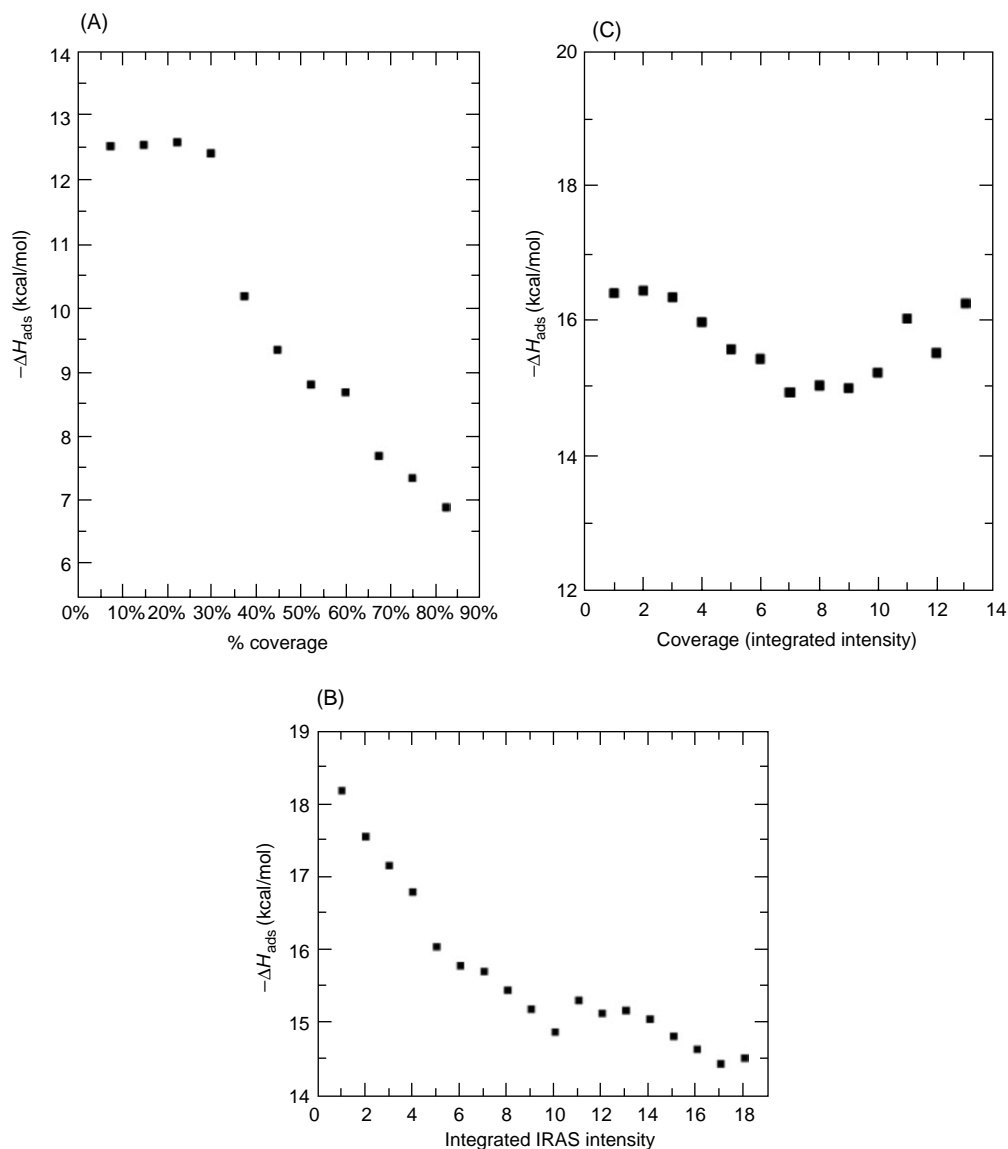 (A)
14
13
12
11
10
9
8
7
6
−ΔHads (kcal/mol)
0% 10% 20% 30% 40% 50% 60% 70% 80% 90%
% coverage
(C)
20
18
16
14
12
−ΔHads (kcal/mol)
0 2 4 6 8 10 12 14
Coverage (integrated intensity)
(B)
19
18
17
16
15
14
−ΔHads (kcal/mol)
0 2 4 6 8 10 12 14 16 18
Integrated IRAS intensity